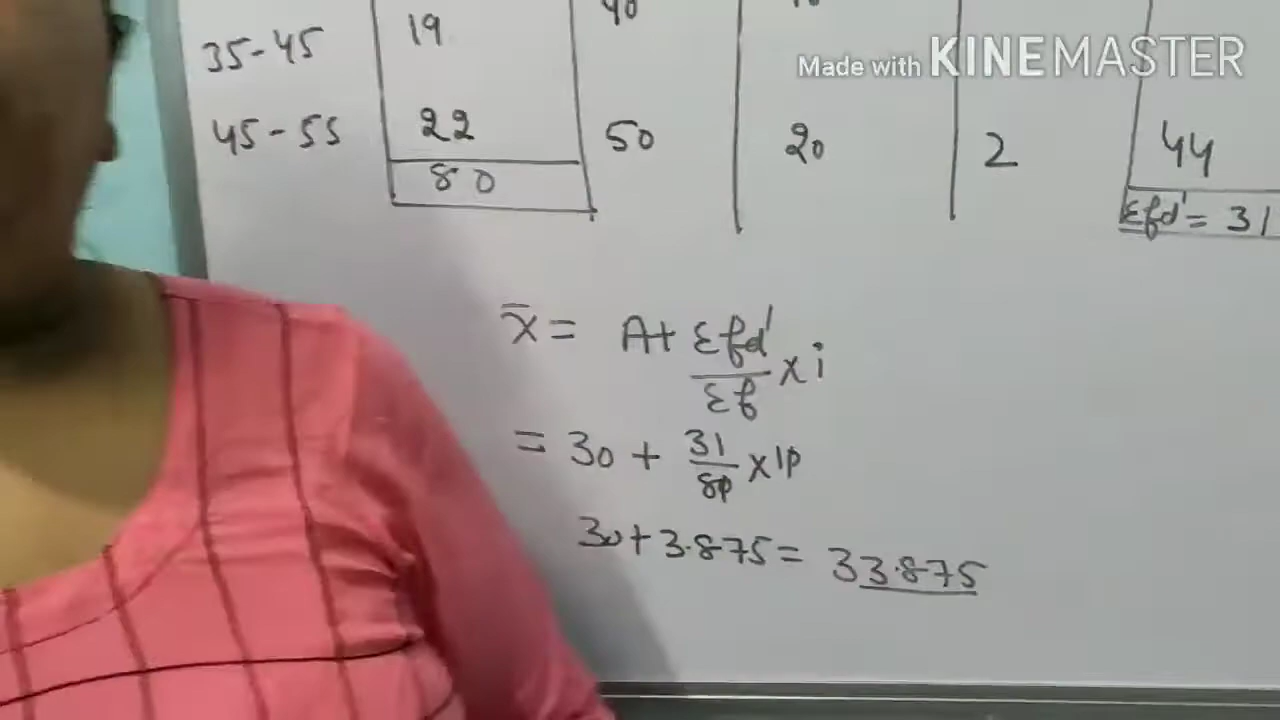 40
Made with KINEMASTER
35-45 19
45-55 22 50 20 2 44
80
Σfd' = 31
x̄ = A + Σfd'/Σf × i
= 30 + 31/80 × 10
30 + 3.875 = 33.875